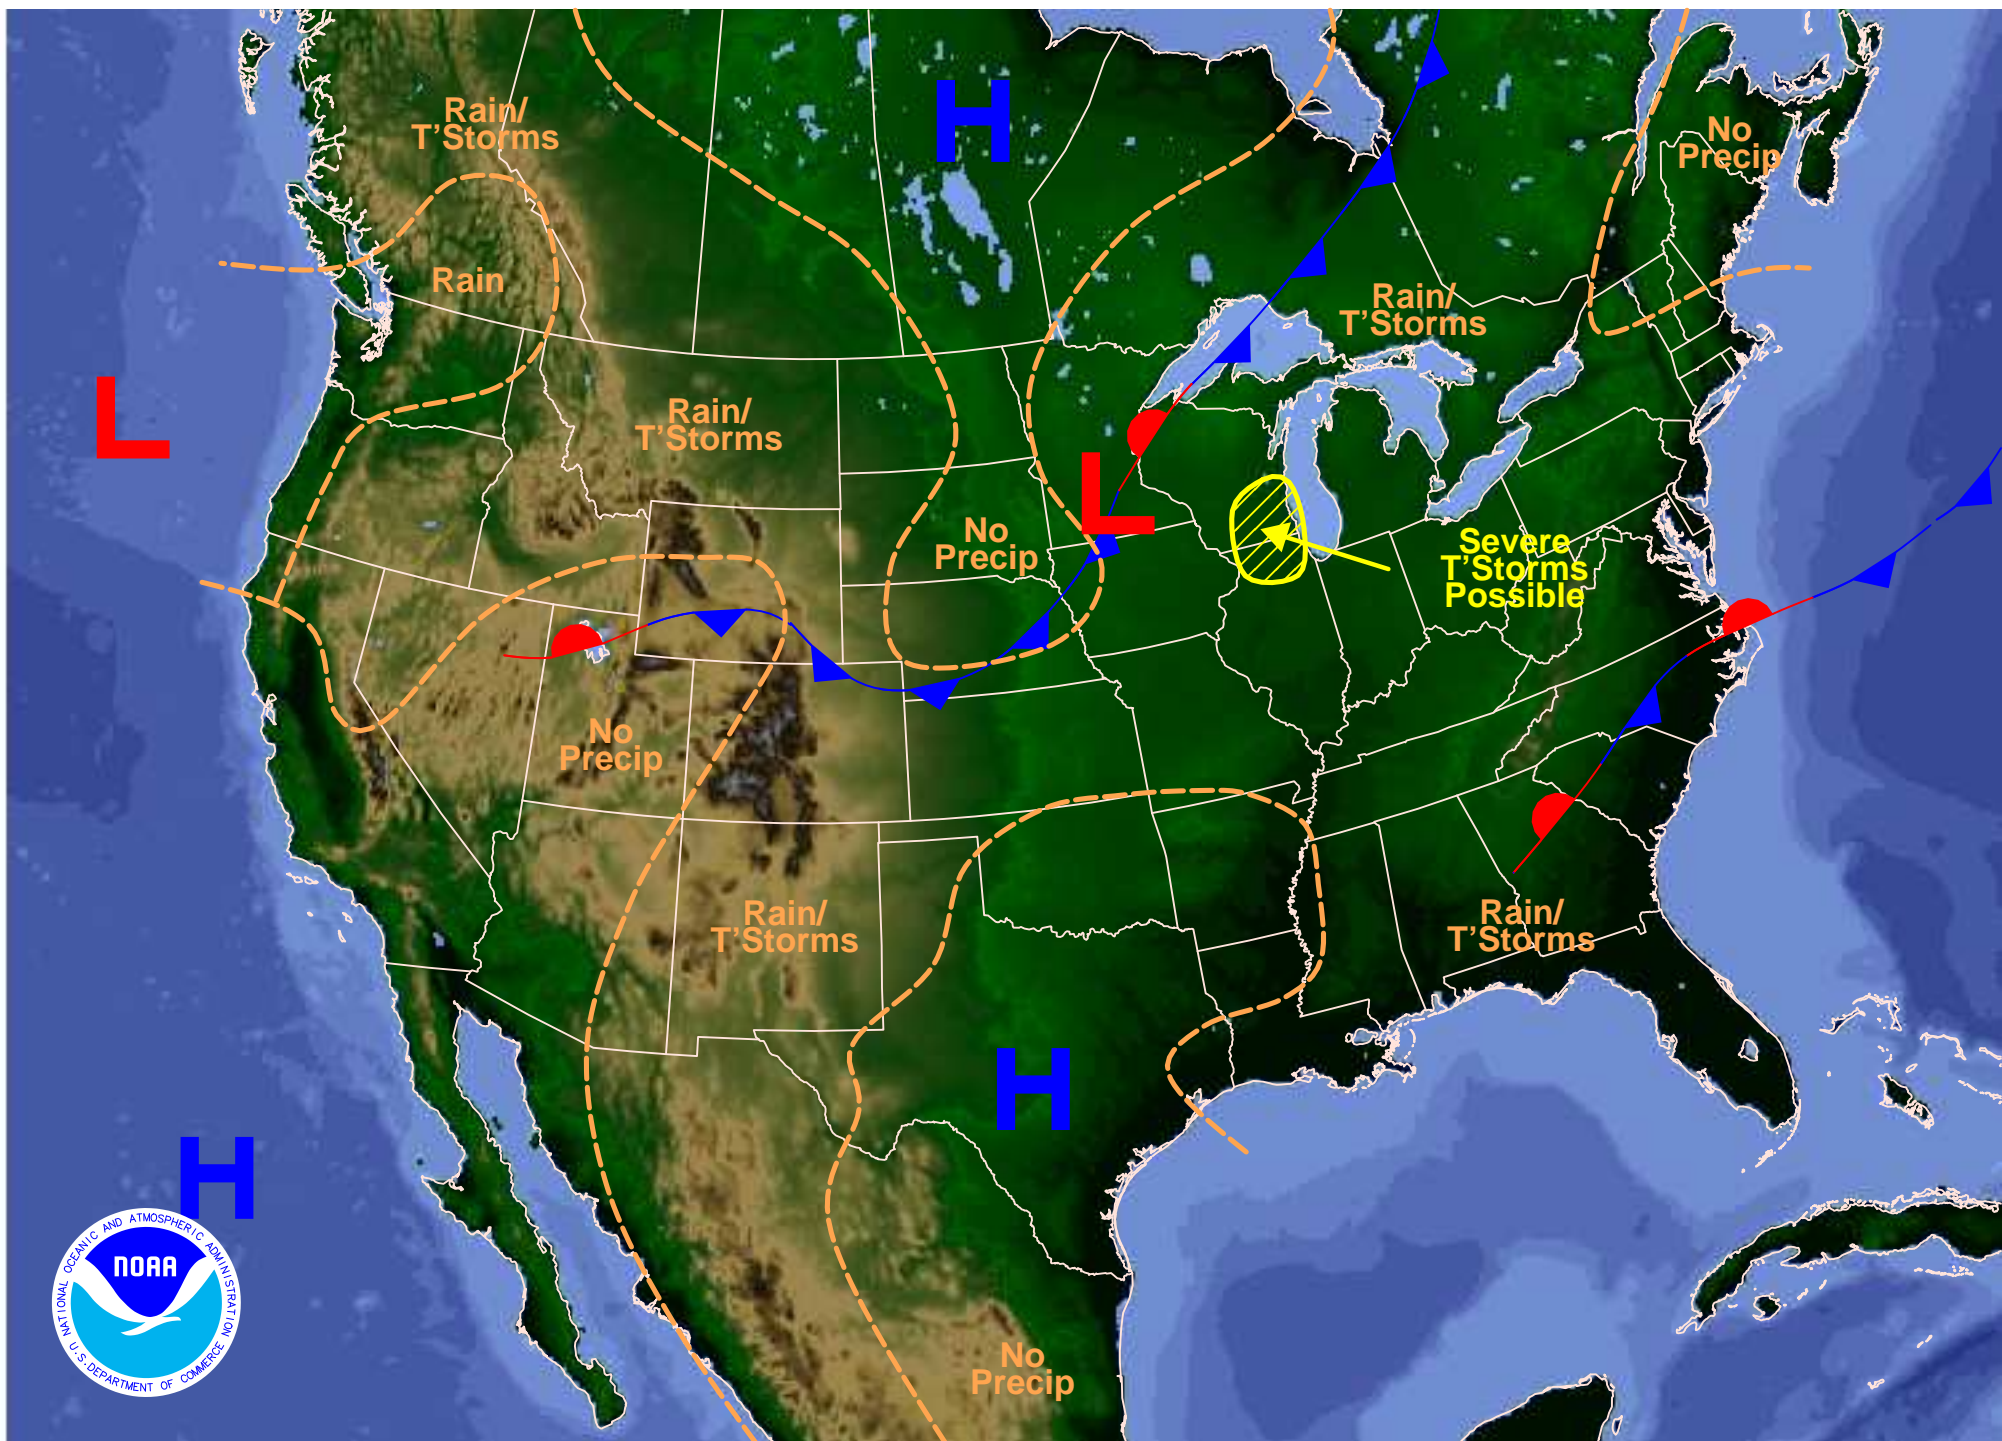 H
Rain/
T'Storms
No
Precip
Rain
Rain/
T'Storms
L
Rain/
T'Storms
L
No
Precip
Severe
T'Storms
Possible
No
Precip
Rain/
T'Storms
Rain/
T'Storms
H
H
NATIONAL OCEANIC AND ATMOSPHERIC ADMINISTRATION
NOAA
U.S. DEPARTMENT OF COMMERCE
No
Precip